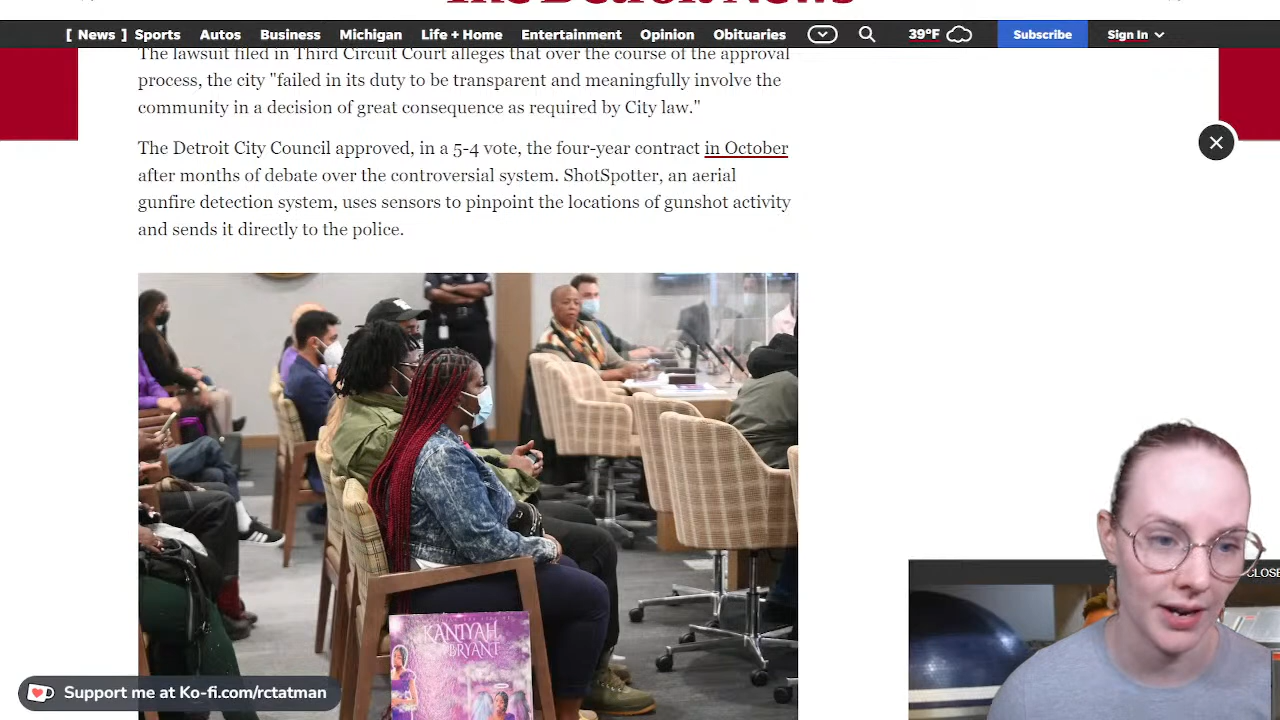 The Detroit News
[ News ] Sports Autos Business Michigan Life + Home Entertainment Opinion Obituaries 39°F Subscribe Sign In
The lawsuit filed in Third Circuit Court alleges that over the course of the approval
process, the city "failed in its duty to be transparent and meaningfully involve the
community in a decision of great consequence as required by City law."
The Detroit City Council approved, in a 5-4 vote, the four-year contract in October
after months of debate over the controversial system. ShotSpotter, an aerial
gunfire detection system, uses sensors to pinpoint the locations of gunshot activity
and sends it directly to the police.
KANIYAH
BRYANT
CLOSE
Support me at Ko-fi.com/rctatman